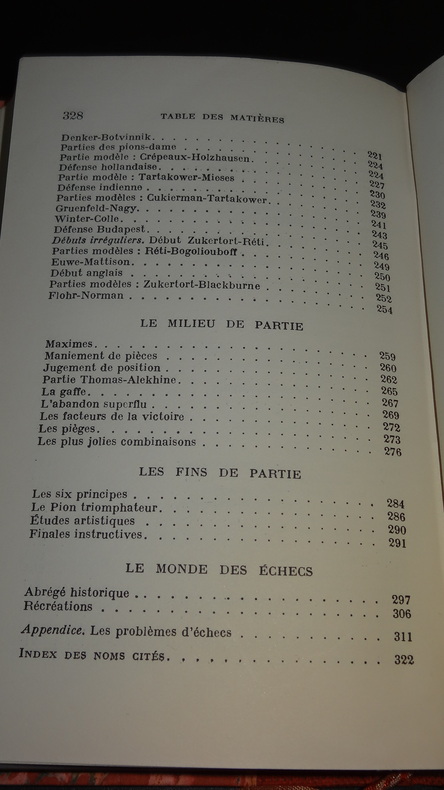 328 TABLE DES MATIÈRES
Denker-Botvinnik. . . . . . . . . . . . . . . . . 221
Parties des pions-dame . . . . . . . . . . . . . . 224
Partie modèle : Crépeaux-Holzhausen. . . . . . . . 224
Défense hollandaise. . . . . . . . . . . . . . . . 227
Partie modèle : Tartakower-Mieses . . . . . . . . . 230
Défense indienne . . . . . . . . . . . . . . . . . 232
Parties modèles : Cukierman-Tartakower. . . . . . . 239
Gruenfeld-Nagy. . . . . . . . . . . . . . . . . . 241
Winter-Colle. . . . . . . . . . . . . . . . . . . 243
Défense Budapest . . . . . . . . . . . . . . . . . 245
Débuts irréguliers. Début Zukertort-Réti. . . . . . 246
Parties modèles : Réti-Bogoliouboff . . . . . . . . 249
Euwe-Mattison. . . . . . . . . . . . . . . . . . . 250
Début anglais . . . . . . . . . . . . . . . . . . 251
Parties modèles : Zukertort-Blackburne . . . . . . 252
Flohr-Norman . . . . . . . . . . . . . . . . . . . 254
LE MILIEU DE PARTIE
Maximes. . . . . . . . . . . . . . . . . . . . . . 259
Maniement de pièces . . . . . . . . . . . . . . . 260
Jugement de position . . . . . . . . . . . . . . . 262
Partie Thomas-Alekhine. . . . . . . . . . . . . . . 265
La gaffe. . . . . . . . . . . . . . . . . . . . . 267
L'abandon superflu . . . . . . . . . . . . . . . . 269
Les facteurs de la victoire . . . . . . . . . . . . 272
Les pièges. . . . . . . . . . . . . . . . . . . . 273
Les plus jolies combinaisons . . . . . . . . . . . 276
LES FINS DE PARTIE
Les six principes . . . . . . . . . . . . . . . . 284
Le Pion triomphateur. . . . . . . . . . . . . . . . 286
Études artistiques . . . . . . . . . . . . . . . . 290
Finales instructives. . . . . . . . . . . . . . . . 291
LE MONDE DES ÉCHECS
Abrégé historique . . . . . . . . . . . . . . . . . 297
Récréations . . . . . . . . . . . . . . . . . . . 306
Appendice. Les problèmes d'échecs . . . . . . . . . 311
INDEX DES NOMS CITÉS. . . . . . . . . . . . . . . . 322